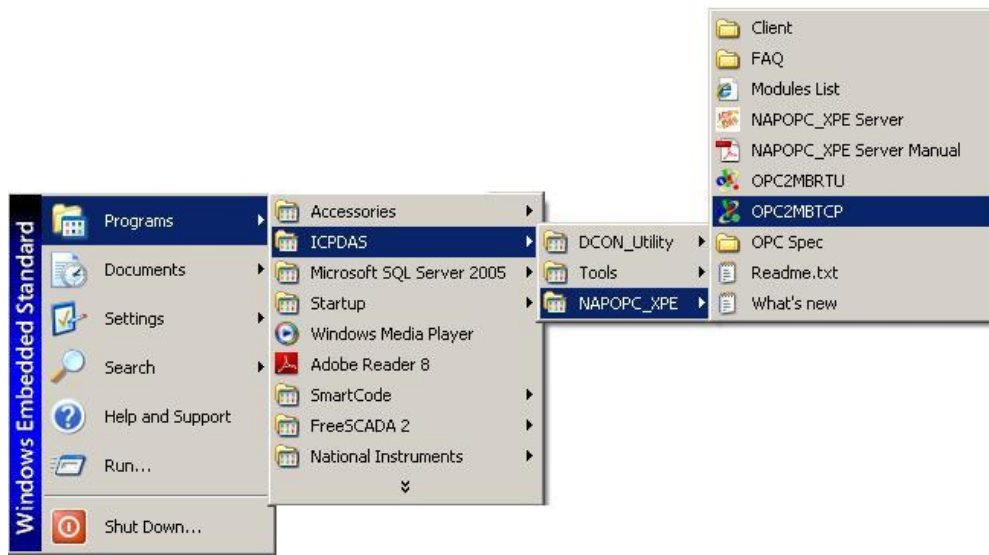 Windows Embedded Standard
Programs
Documents
Settings
Search
Help and Support
Run...
Shut Down...
Accessories
ICPDAS
Microsoft SQL Server 2005
Startup
Windows Media Player
Adobe Reader 8
SmartCode
FreeSCADA 2
National Instruments
DCON_Utility
Tools
NAPOPC_XPE
Client
FAQ
Modules List
NAPOPC_XPE Server
NAPOPC_XPE Server Manual
OPC2MBRTU
OPC2MBTCP
OPC Spec
Readme.txt
What's new